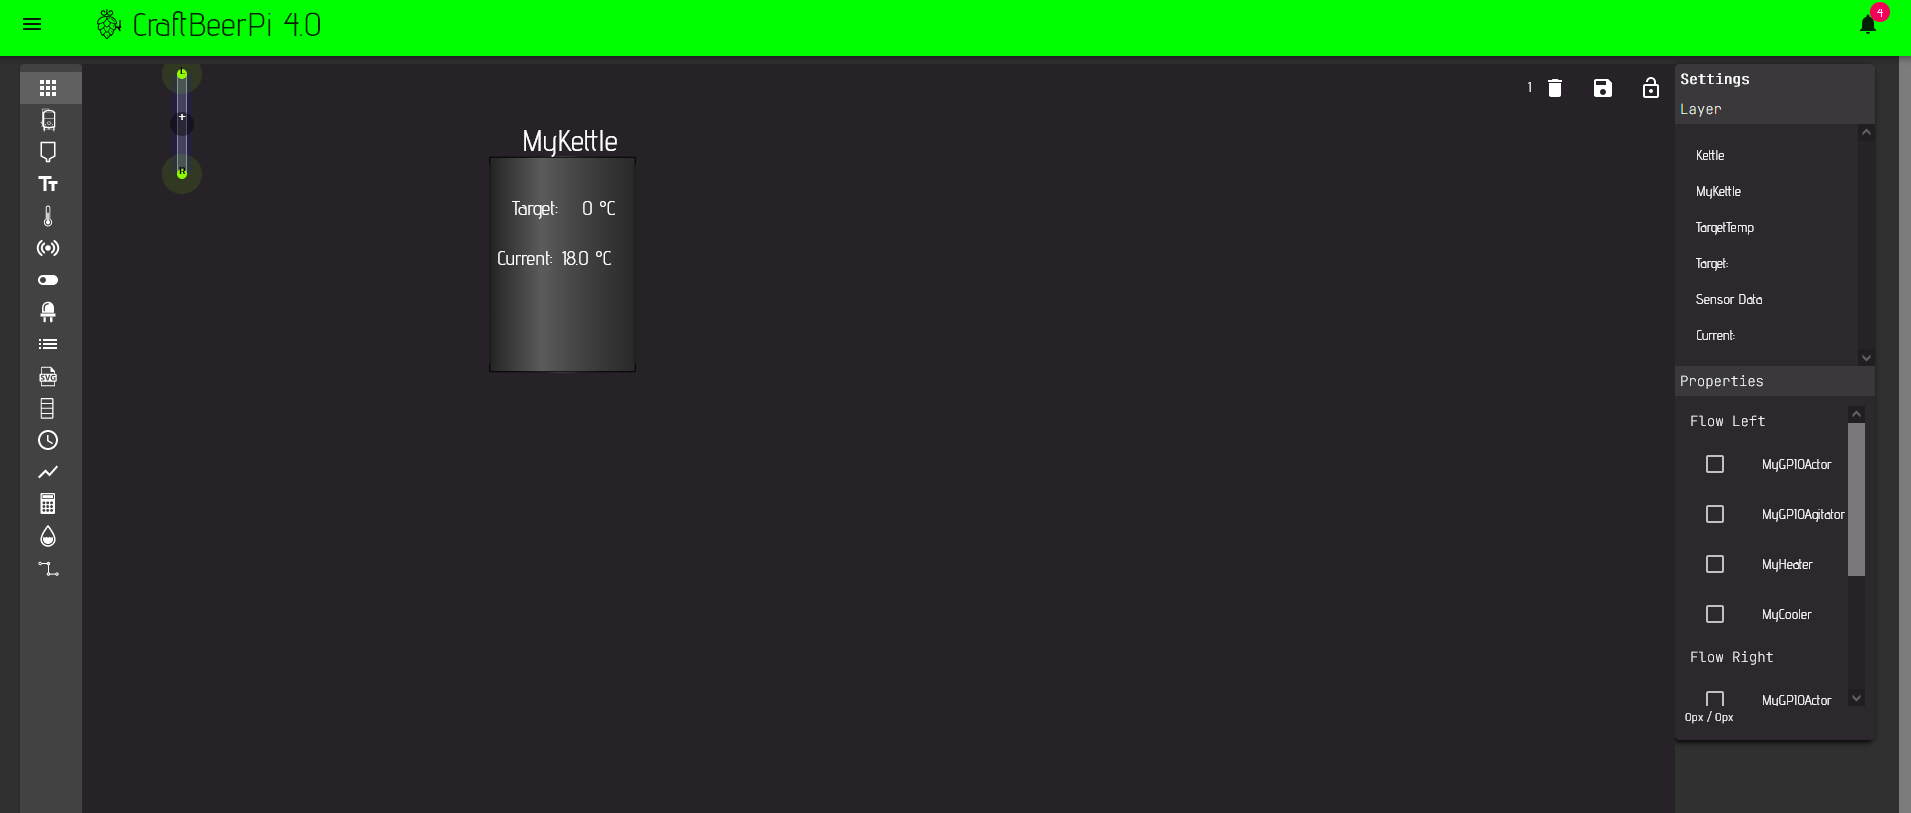 CraftBeerPi 4.0
4
1
+
R
MyKettle
Target: 0 °C
Current: 18.0 °C
SVG
Settings
Layer
Kettle
MyKettle
TargetTemp
Target:
Sensor Data
Current:
Properties
Flow Left
MyGPIOActor
MyGPIOAgitator
MyHeater
MyCooler
Flow Right
MyGPIOActor
0px / 0px